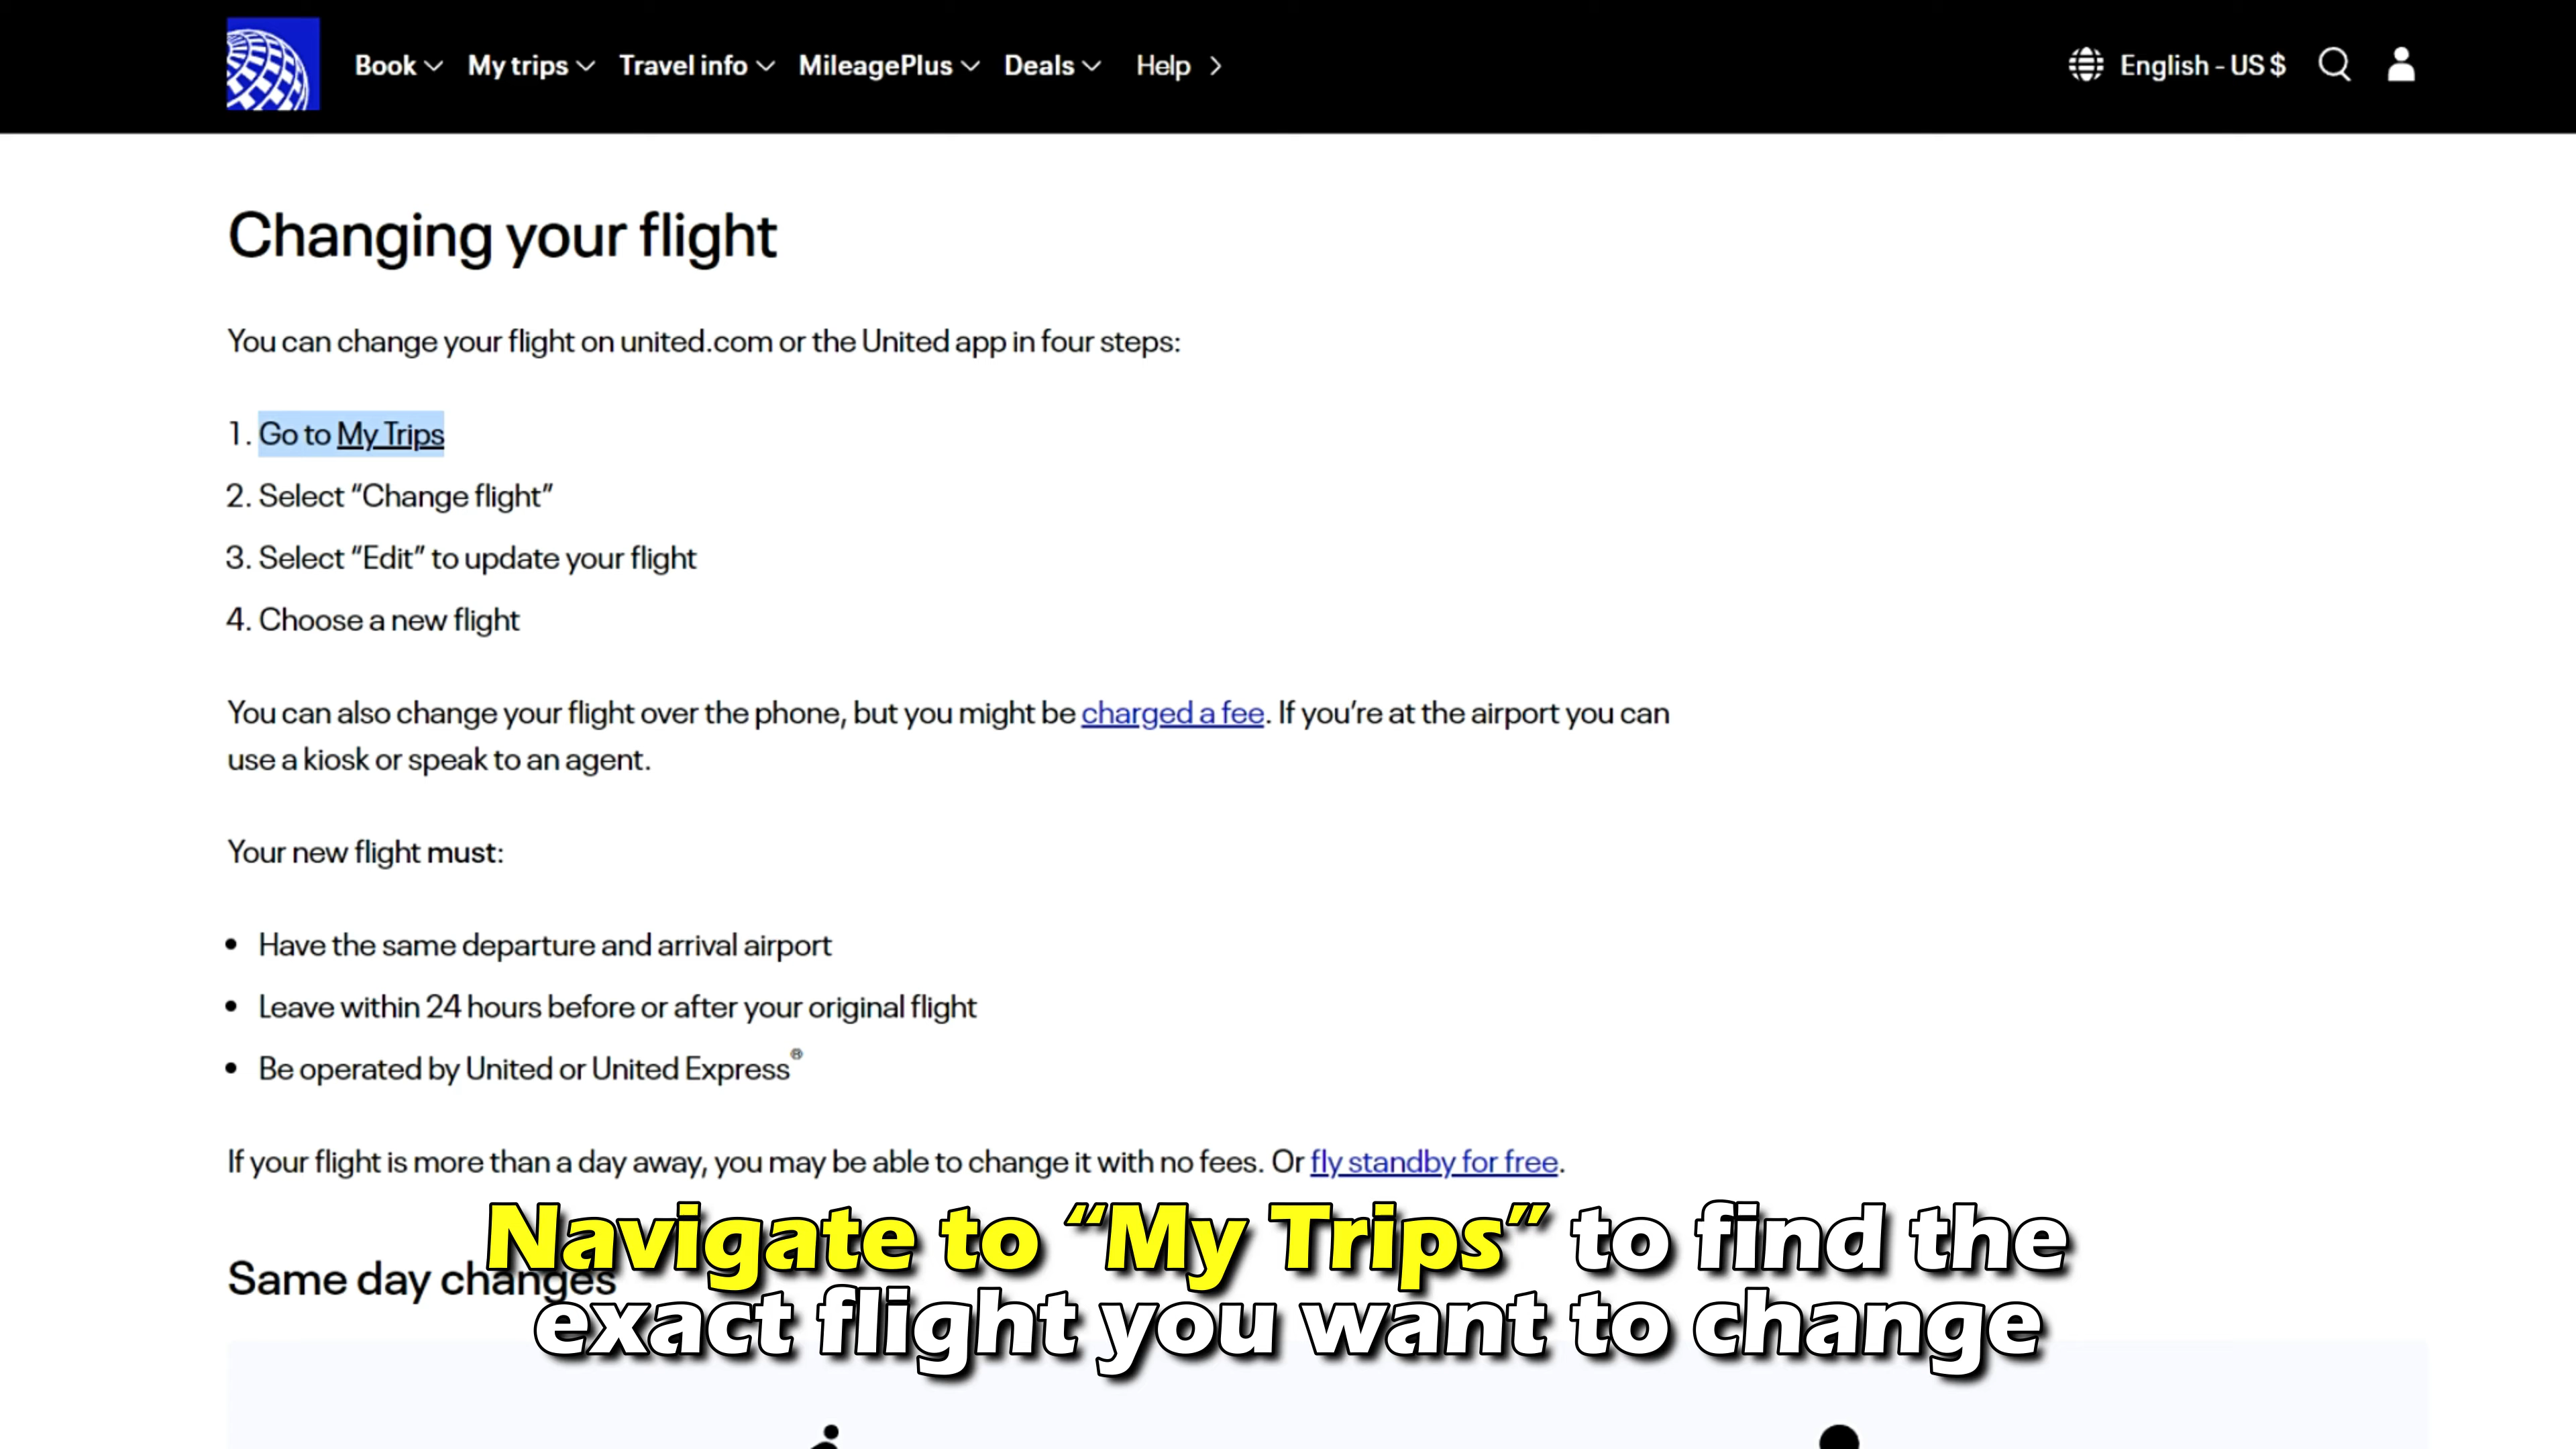 Book My trips Travel info MileagePlus Deals Help English - US $
Changing your flight
You can change your flight on united.com or the United app in four steps:
1. Go to My Trips
2. Select “Change flight”
3. Select “Edit” to update your flight
4. Choose a new flight
You can also change your flight over the phone, but you might be charged a fee. If you’re at the airport you can
use a kiosk or speak to an agent.
Your new flight must:
• Have the same departure and arrival airport
• Leave within 24 hours before or after your original flight
• Be operated by United or United Express®
If your flight is more than a day away, you may be able to change it with no fees. Or fly standby for free.
Navigate to “My Trips” to find the
Same day changes
exact flight you want to change